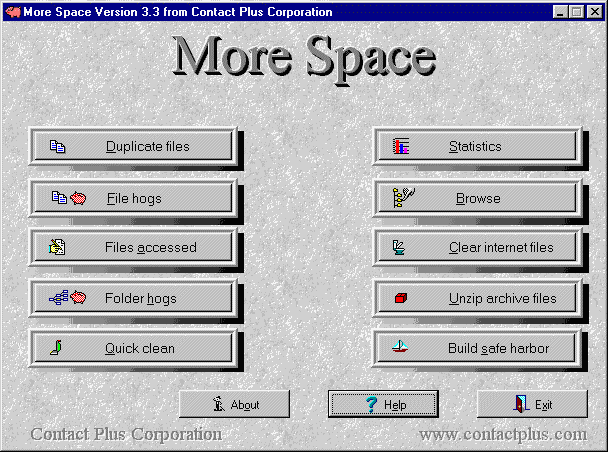 More Space Version 3.3 from Contact Plus Corporation
More Space
Duplicate files
Statistics
File hogs
Browse
Files accessed
Clear internet files
Folder hogs
Unzip archive files
Quick clean
Build safe harbor
About
Help
Exit
Contact Plus Corporation
www.contactplus.com